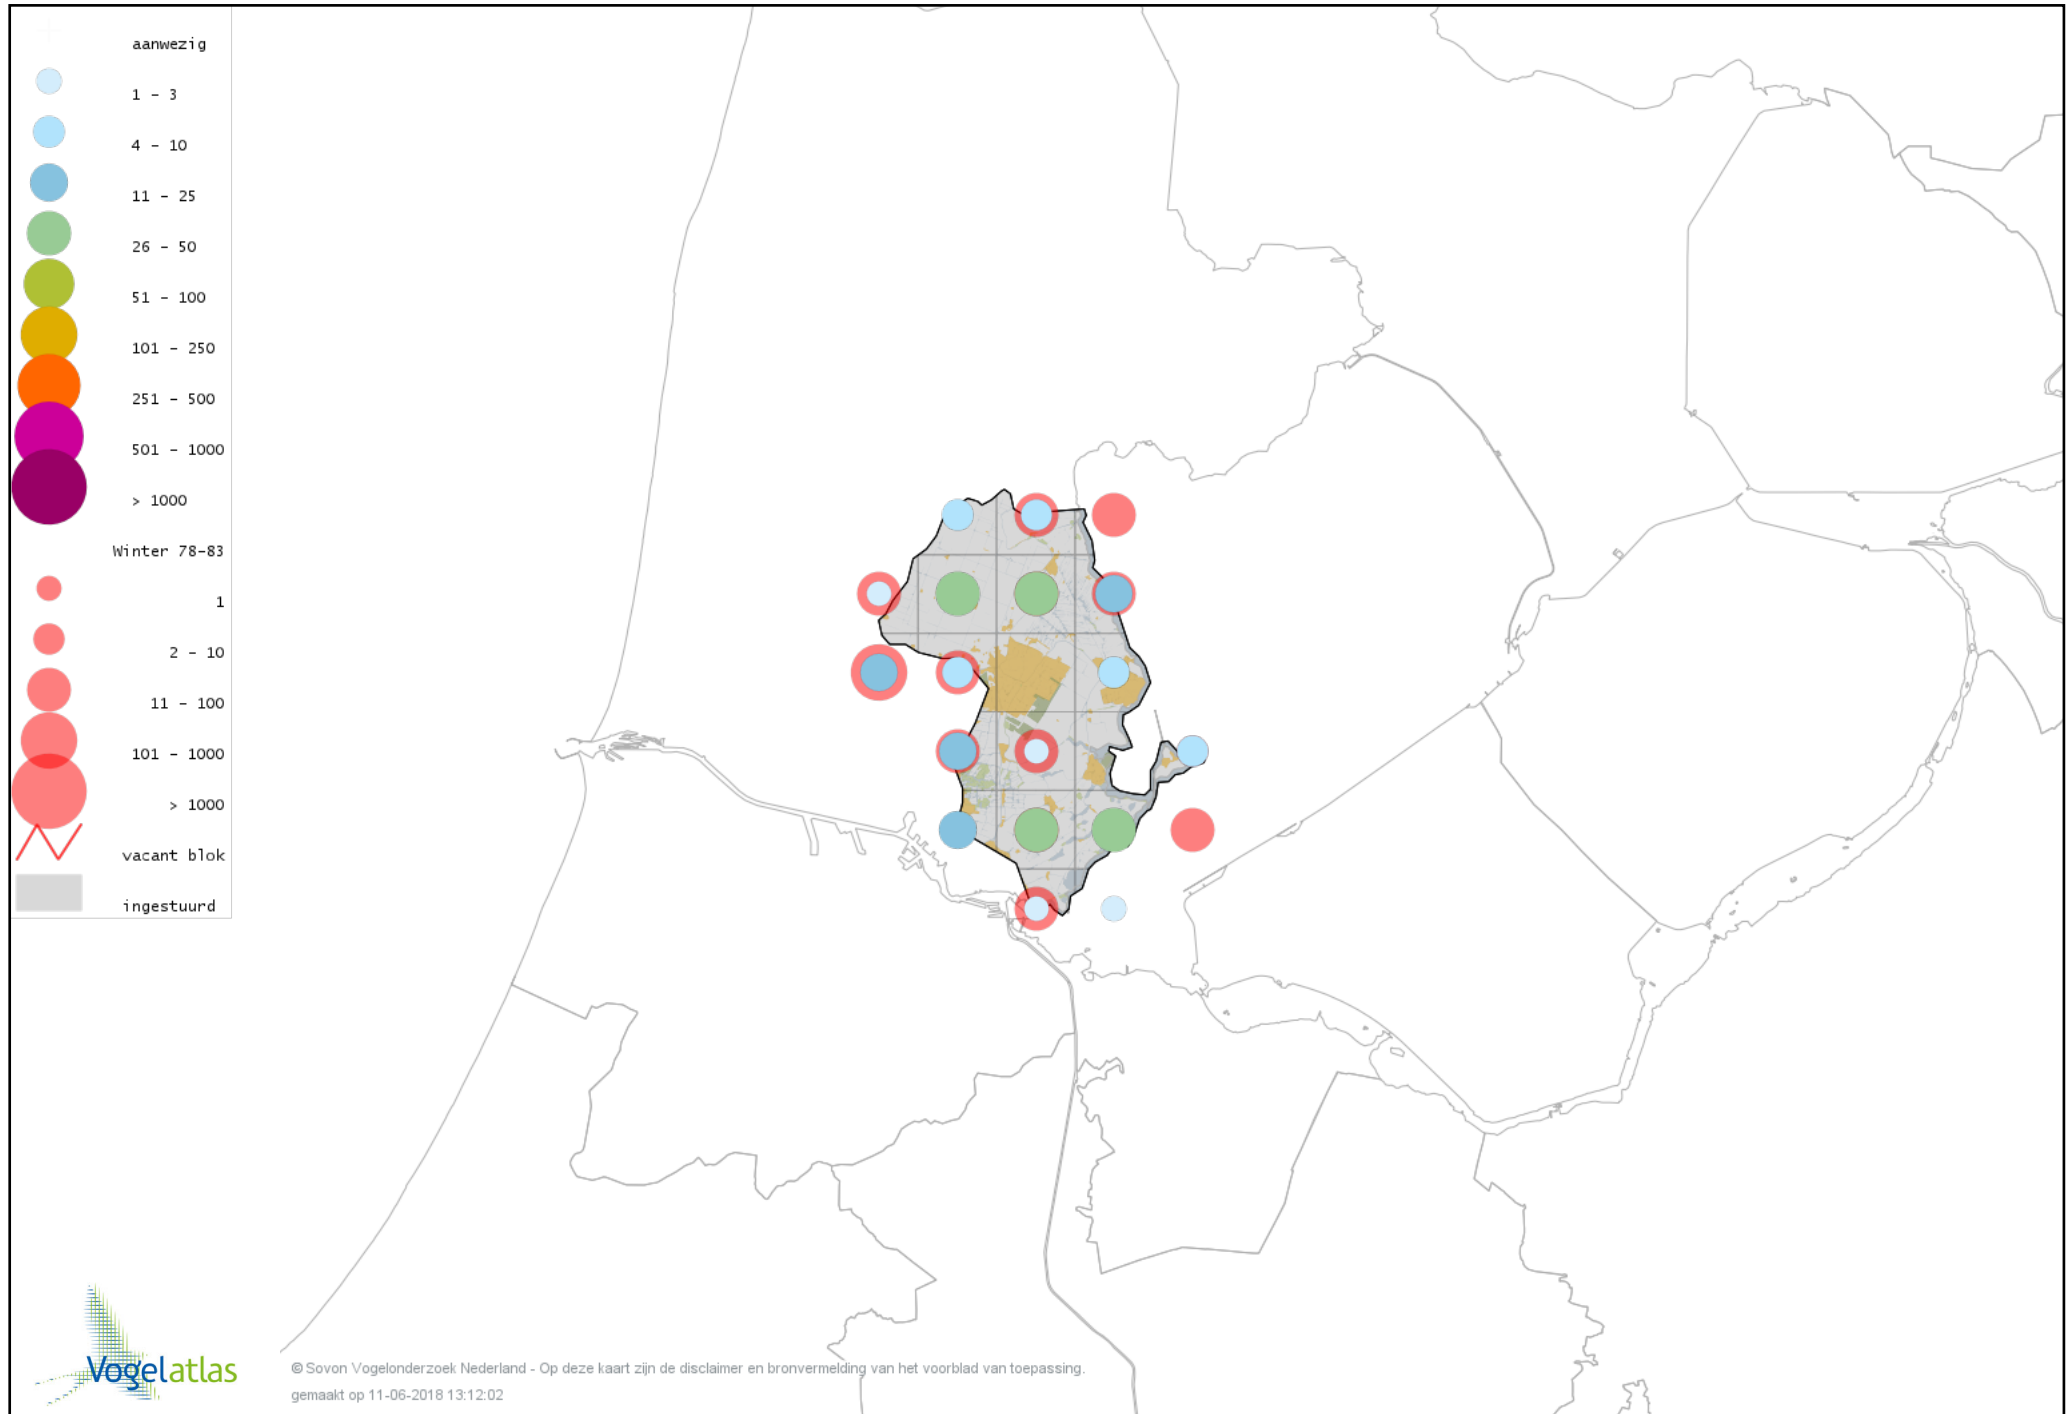 aanwezig
1 - 3
4 - 10
11 - 25
26 - 50
51 - 100
101 - 250
251 - 500
501 - 1000
> 1000
Winter 78-83
1
2 - 10
11 - 100
101 - 1000
> 1000
vacant blok
ingestuurd
Vogelatlas
© Sovon Vogelonderzoek Nederland - Op deze kaart zijn de disclaimer en bronvermelding van het voorblad van toepassing.
gemaakt op 11-06-2018 13:12:02